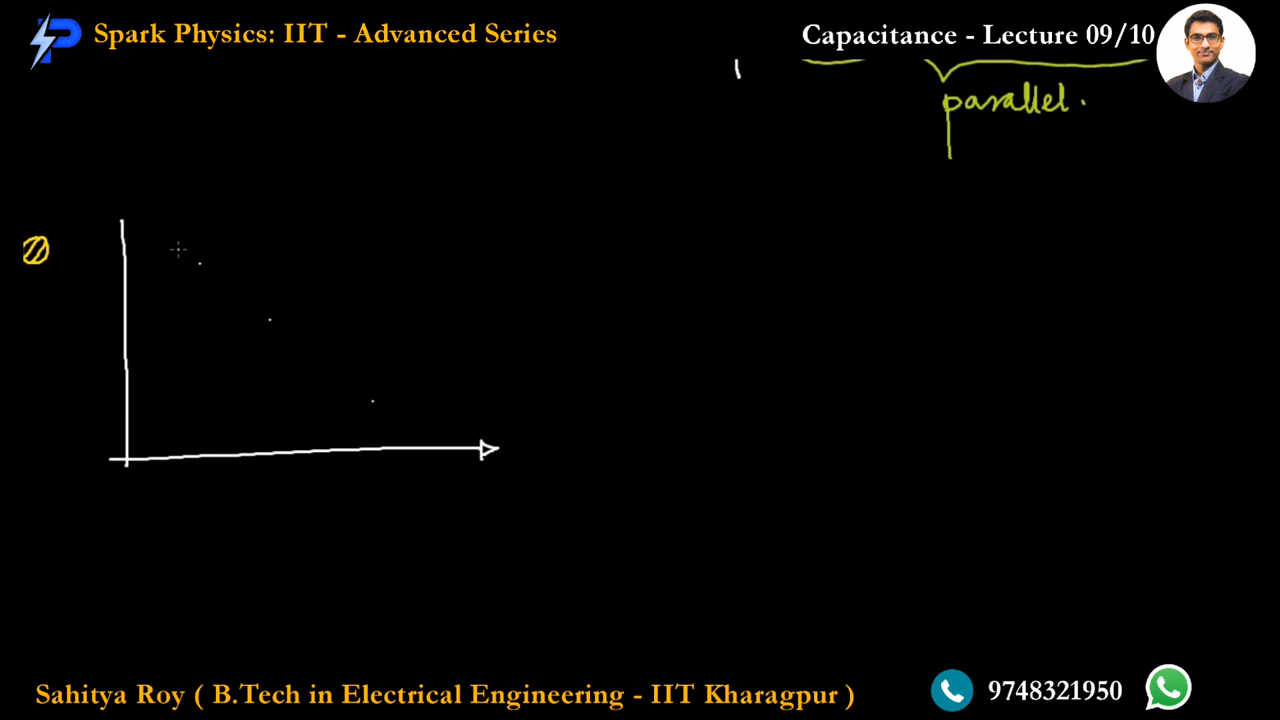 Spark Physics: IIT - Advanced Series
Capacitance - Lecture 09/10
parallel.
Sahitya Roy ( B.Tech in Electrical Engineering - IIT Kharagpur )
9748321950